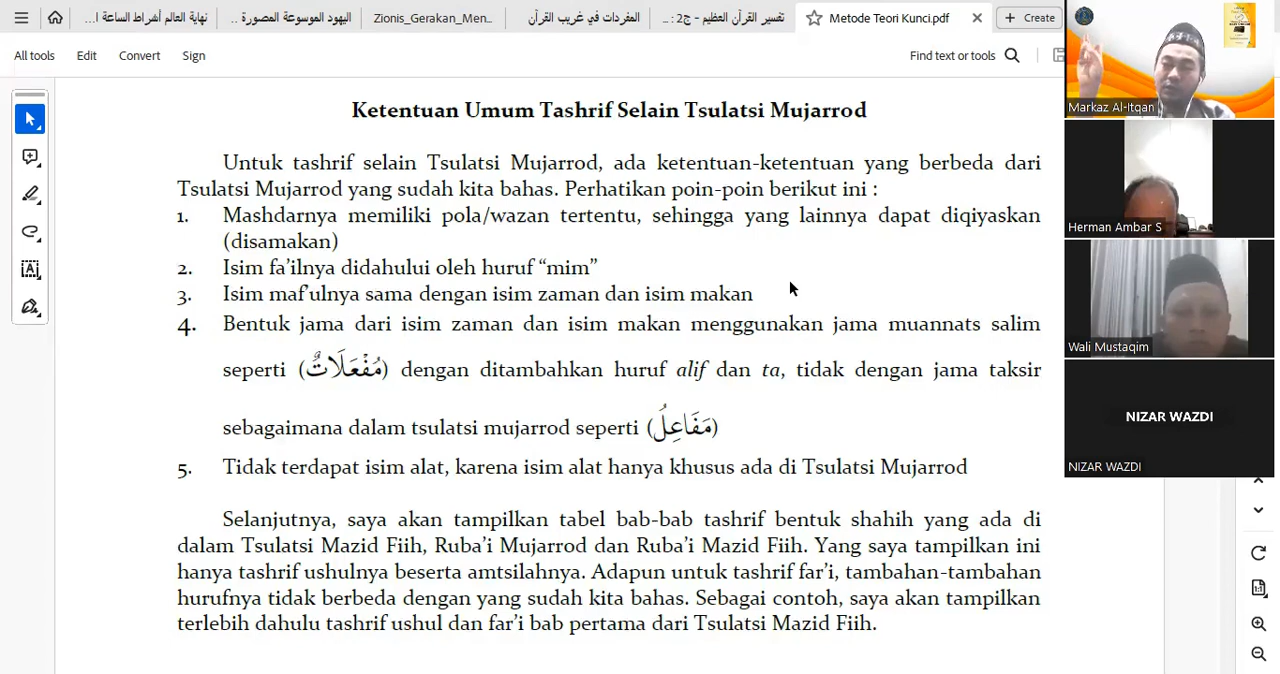 نهاية العالم أشراط الساعة ا...
اليهود الموسوعة المصورة ...
Zionis_Gerakan_Men...
المفردات في غريب القرآن
تفسير القرآن العظيم - ج2 : ...
Metode Teori Kunci.pdf
Create
All tools Edit Convert Sign
Find text or tools
Ketentuan Umum Tashrif Selain Tsulatsi Mujarrod
Untuk tashrif selain Tsulatsi Mujarrod, ada ketentuan-ketentuan yang berbeda dari
Tsulatsi Mujarrod yang sudah kita bahas. Perhatikan poin-poin berikut ini :
1. Mashdarnya memiliki pola/wazan tertentu, sehingga yang lainnya dapat diqiyaskan
(disamakan)
2. Isim fa'ilnya didahului oleh huruf “mim”
3. Isim maf'ulnya sama dengan isim zaman dan isim makan
4. Bentuk jama dari isim zaman dan isim makan menggunakan jama muannats salim
seperti (مُفْعَلَاتٌ) dengan ditambahkan huruf alif dan ta, tidak dengan jama taksir
sebagaimana dalam tsulatsi mujarrod seperti (مَفَاعِلُ)
5. Tidak terdapat isim alat, karena isim alat hanya khusus ada di Tsulatsi Mujarrod
Selanjutnya, saya akan tampilkan tabel bab-bab tashrif bentuk shahih yang ada di
dalam Tsulatsi Mazid Fiih, Ruba'i Mujarrod dan Ruba'i Mazid Fiih. Yang saya tampilkan ini
hanya tashrif ushulnya beserta amtsilahnya. Adapun untuk tashrif far'i, tambahan-tambahan
hurufnya tidak berbeda dengan yang sudah kita bahas. Sebagai contoh, saya akan tampilkan
terlebih dahulu tashrif ushul dan far'i bab pertama dari Tsulatsi Mazid Fiih.
Markaz Al-Itqan
Herman Ambar S
Wali Mustaqim
NIZAR WAZDI
NIZAR WAZDI